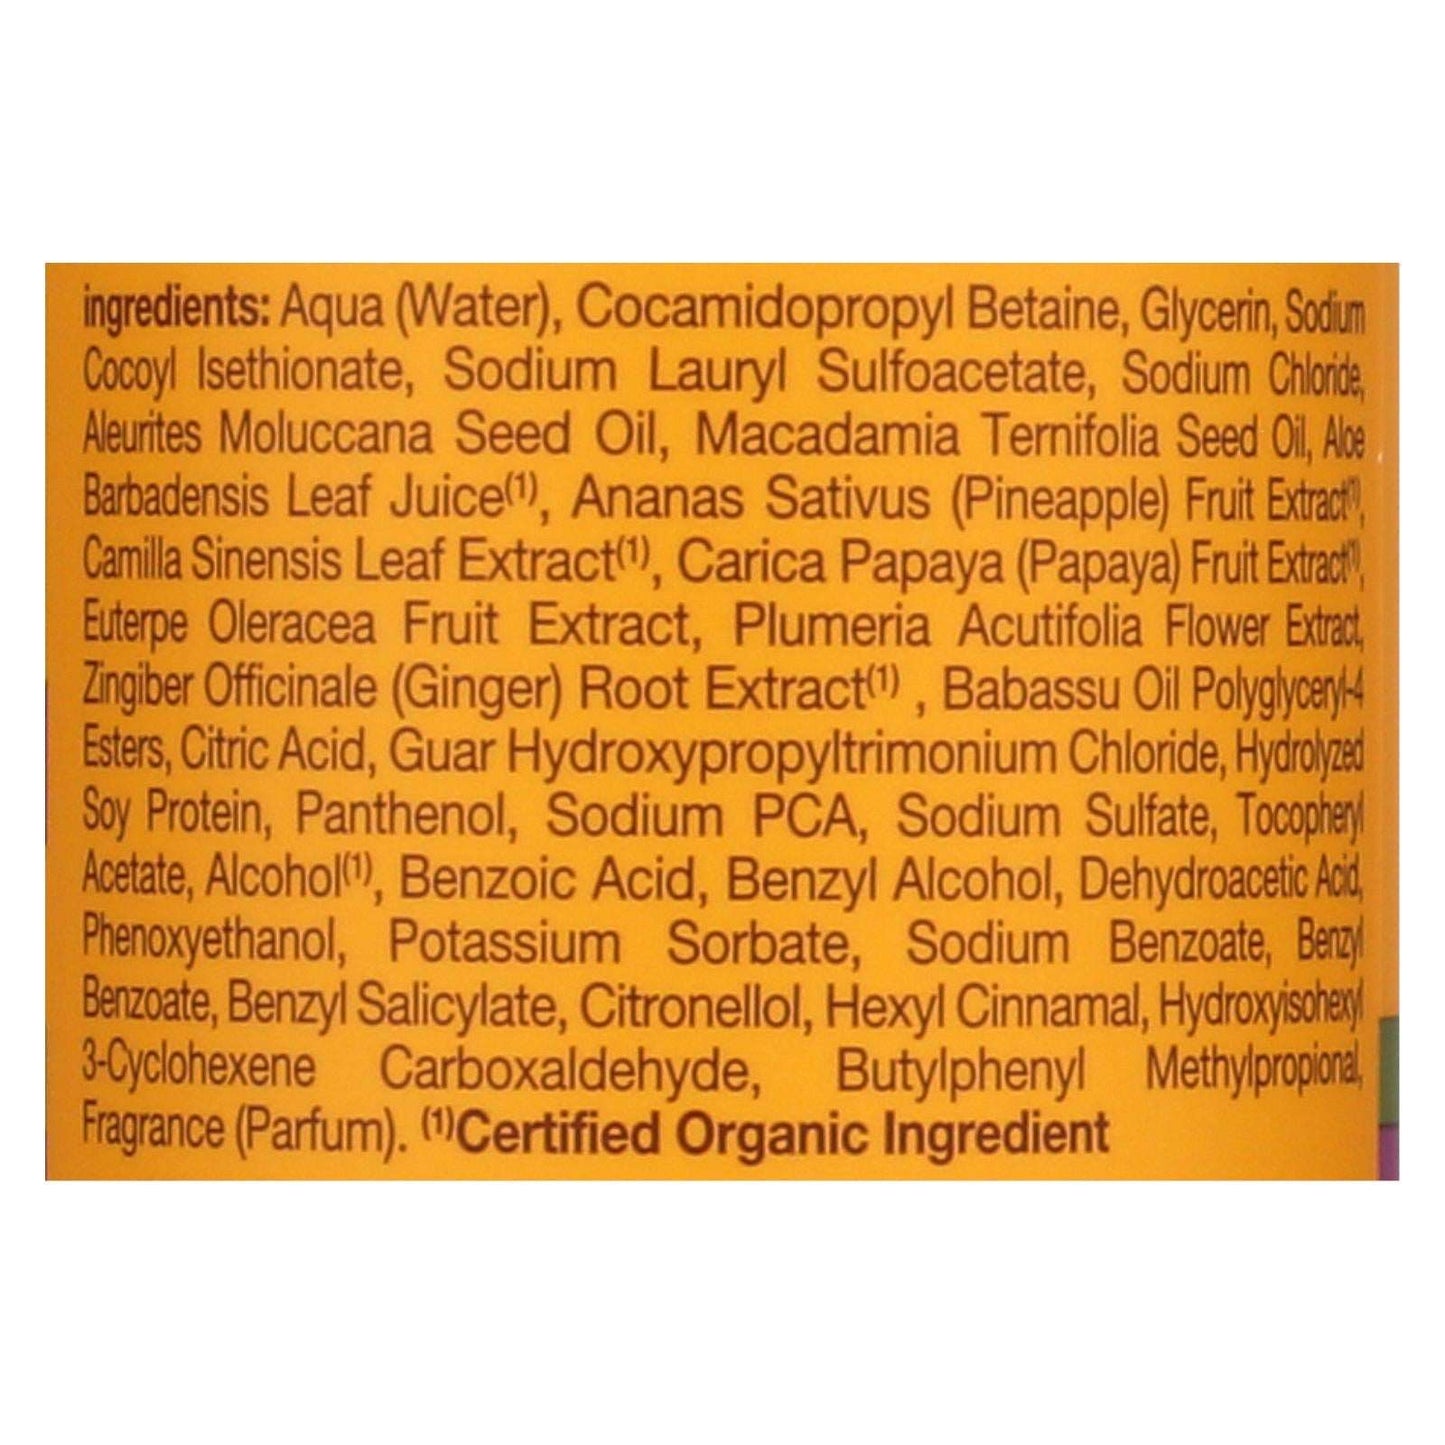 ingredients: Aqua (Water), Cocamidopropyl Betaine, Glycerin, Sodium
Cocoyl Isethionate, Sodium Lauryl Sulfoacetate, Sodium Chloride,
Aleurites Moluccana Seed Oil, Macadamia Ternifolia Seed Oil, Aloe
Barbadensis Leaf Juice⁽¹⁾, Ananas Sativus (Pineapple) Fruit Extract⁽¹⁾,
Camilla Sinensis Leaf Extract⁽¹⁾, Carica Papaya (Papaya) Fruit Extract⁽¹⁾,
Euterpe Oleracea Fruit Extract, Plumeria Acutifolia Flower Extract,
Zingiber Officinale (Ginger) Root Extract⁽¹⁾ , Babassu Oil Polyglyceryl-4
Esters, Citric Acid, Guar Hydroxypropyltrimonium Chloride, Hydrolyzed
Soy Protein, Panthenol, Sodium PCA, Sodium Sulfate, Tocopheryl
Acetate, Alcohol⁽¹⁾, Benzoic Acid, Benzyl Alcohol, Dehydroacetic Acid,
Phenoxyethanol, Potassium Sorbate, Sodium Benzoate, Benzyl
Benzoate, Benzyl Salicylate, Citronellol, Hexyl Cinnamal, Hydroxyisohexyl
3-Cyclohexene Carboxaldehyde, Butylphenyl Methylpropional,
Fragrance (Parfum). ⁽¹⁾Certified Organic Ingredient